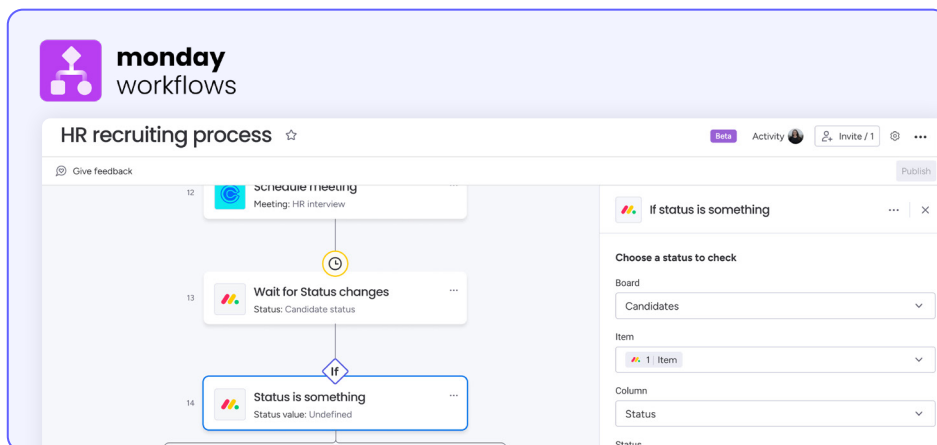 monday
workflows
HR recruiting process
Beta
Activity
Invite / 1
Give feedback
Publish
12
Schedule meeting
Meeting: HR interview
13
Wait for Status changes
Status: Candidate status
If
14
Status is something
Status value: Undefined
If status is something
Choose a status to check
Board
Candidates
Item
1 | Item
Column
Status
Status